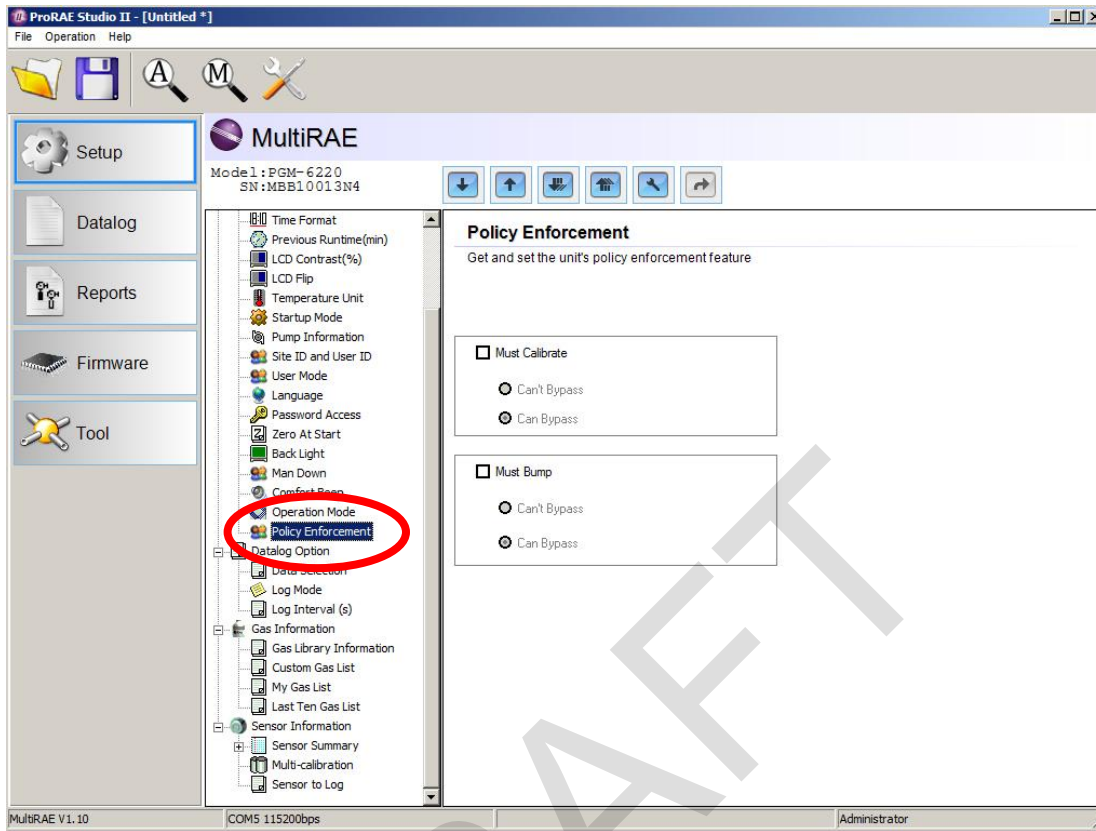 ProRAE Studio II - [Untitled *]
File Operation Help
A M
Setup
Datalog
Reports
Firmware
Tool
MultiRAE
Model:PGM-6220
SN:MBB10013N4
Time Format
Previous Runtime(min)
LCD Contrast(%)
LCD Flip
Temperature Unit
Startup Mode
Pump Information
Site ID and User ID
User Mode
Language
Password Access
Zero At Start
Back Light
Man Down
Comfort Beep
Operation Mode
Policy Enforcement
Datalog Option
Data Selection
Log Mode
Log Interval (s)
Gas Information
Gas Library Information
Custom Gas List
My Gas List
Last Ten Gas List
Sensor Information
Sensor Summary
Multi-calibration
Sensor to Log
Policy Enforcement
Get and set the unit's policy enforcement feature
Must Calibrate
Can't Bypass
Can Bypass
Must Bump
Can't Bypass
Can Bypass
MultiRAE V1.10 COM5 115200bps Administrator
RAFT